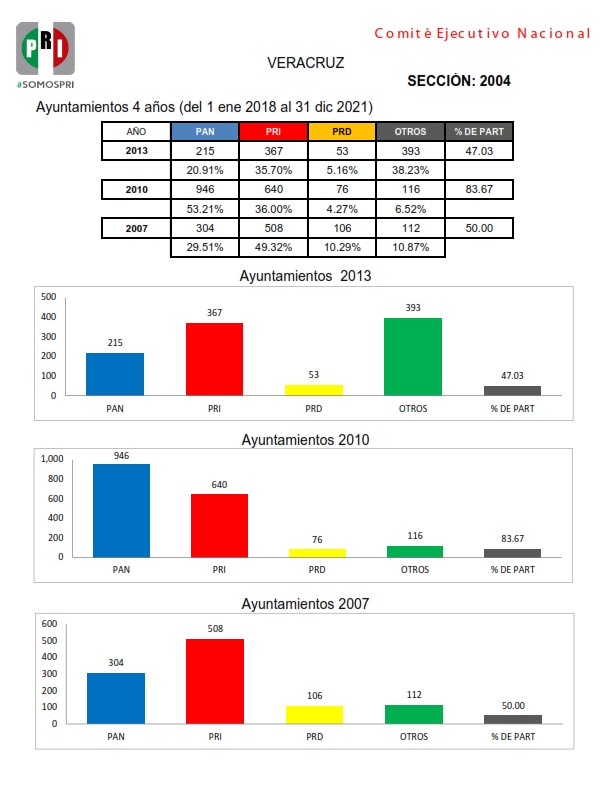 Comité Ejecutivo Nacional
PRI
#SOMOSPRI
VERACRUZ
SECCIÓN: 2004
Ayuntamientos 4 años (del 1 ene 2018 al 31 dic 2021)
AÑO PAN PRI PRD OTROS % DE PART
2013 215 367 53 393 47.03
20.91% 35.70% 5.16% 38.23%
2010 946 640 76 116 83.67
53.21% 36.00% 4.27% 6.52%
2007 304 508 106 112 50.00
29.51% 49.32% 10.29% 10.87%
Ayuntamientos 2013
500
400
300
200
100
0
215 367 53 393 47.03
PAN PRI PRD OTROS % DE PART
Ayuntamientos 2010
1,000
800
600
400
200
0
946 640 76 116 83.67
PAN PRI PRD OTROS % DE PART
Ayuntamientos 2007
600
500
400
300
200
100
0
304 508 106 112 50.00
PAN PRI PRD OTROS % DE PART